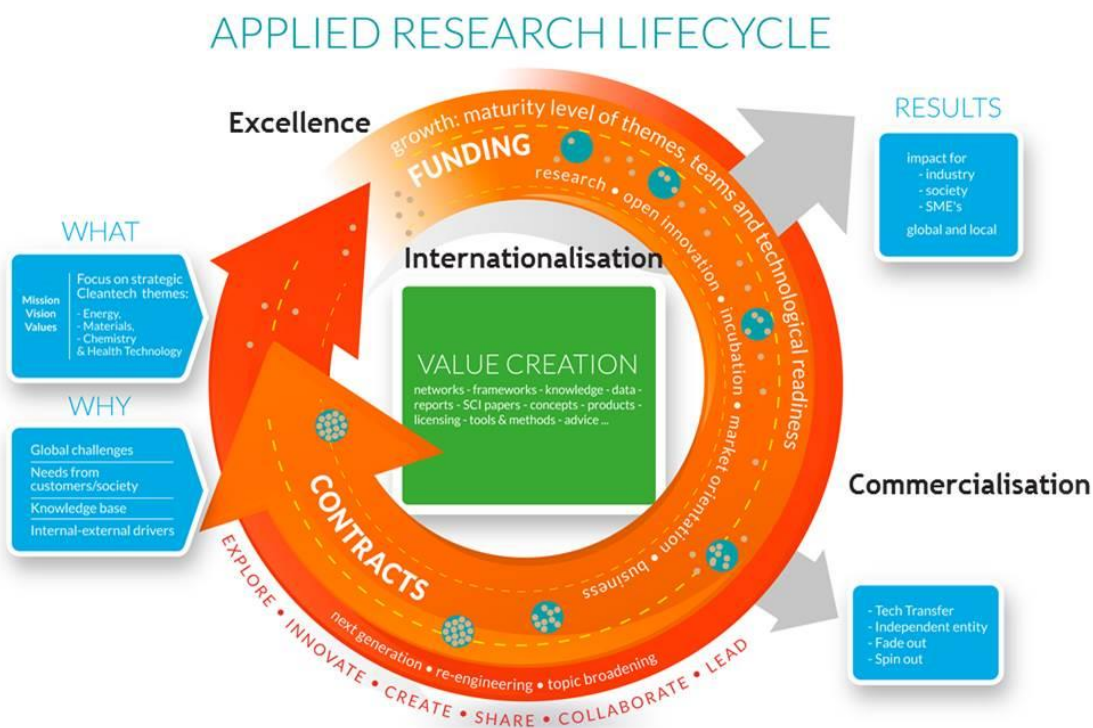 APPLIED RESEARCH LIFECYCLE
Excellence
growth: maturity level of themes, teams and technological readiness
FUNDING
research • open innovation • incubation • market orientation • business
RESULTS
impact for
- industry
- society
- SME's
global and local
WHAT
Mission
Vision
Values
Focus on strategic
Cleantech themes:
- Energy,
- Materials,
- Chemistry
& Health Technology
Internationalisation
VALUE CREATION
networks - frameworks - knowledge - data -
reports - SCI papers - concepts - products -
licensing - tools & methods - advice ...
WHY
Global challenges
Needs from
customers/society
Knowledge base
Internal-external drivers
Commercialisation
- Tech Transfer
- Independent entity
- Fade out
- Spin out
CONTRACTS
next generation • re-engineering • topic broadening
EXPLORE • INNOVATE • CREATE • SHARE • COLLABORATE • LEAD